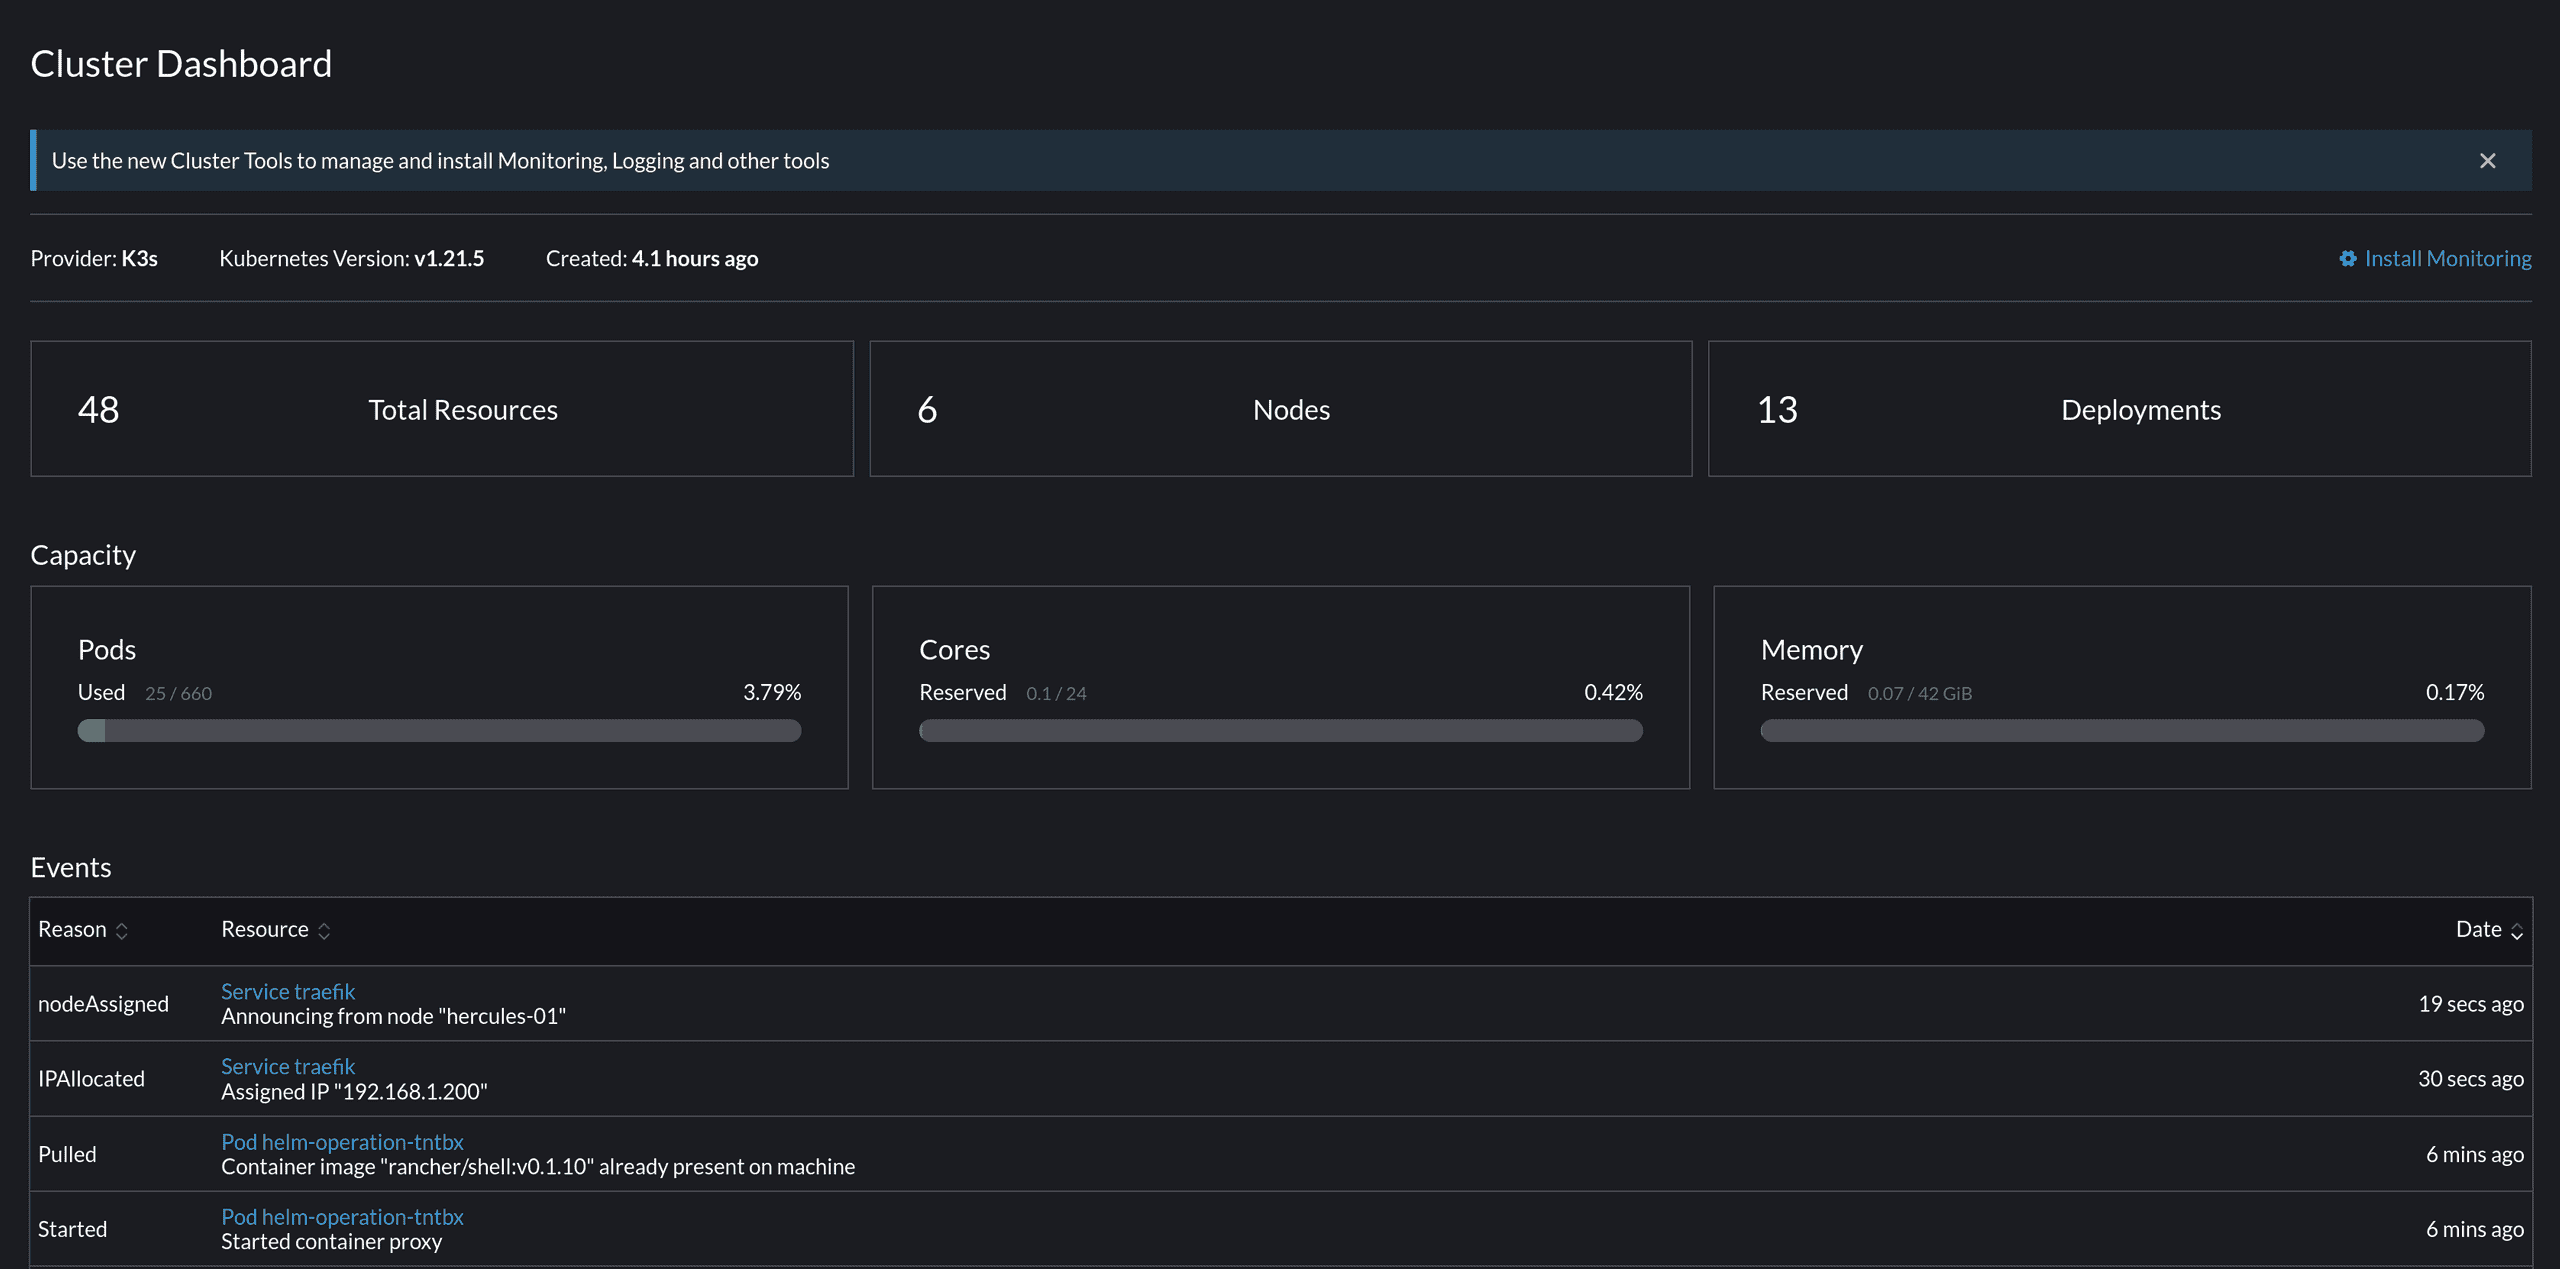 Cluster Dashboard
Use the new Cluster Tools to manage and install Monitoring, Logging and other tools
Provider: K3s Kubernetes Version: v1.21.5 Created: 4.1 hours ago Install Monitoring
48 Total Resources 6 Nodes 13 Deployments
Capacity
Pods
Used 25 / 660 3.79%
Cores
Reserved 0.1 / 24 0.42%
Memory
Reserved 0.07 / 42 GiB 0.17%
Events
Reason Resource Date
nodeAssigned
Service traefik
Announcing from node "hercules-01"
19 secs ago
IPAllocated
Service traefik
Assigned IP "192.168.1.200"
30 secs ago
Pulled
Pod helm-operation-tntbx
Container image "rancher/shell:v0.1.10" already present on machine
6 mins ago
Started
Pod helm-operation-tntbx
Started container proxy
6 mins ago